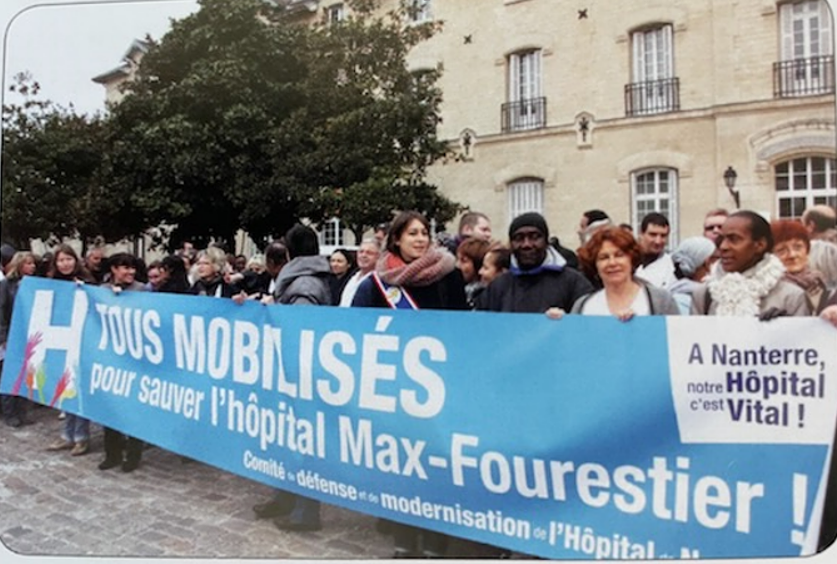 H TOUS MOBILISÉS
pour sauver l'hôpital Max-Fourestier !
Comité de défense et de modernisation de l'Hôpital de
A Nanterre,
notre Hôpital
c'est Vital !